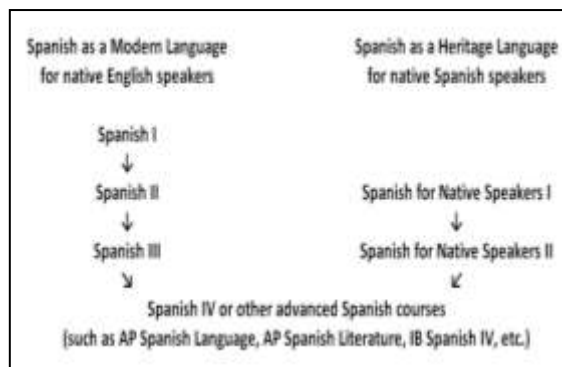 Spanish as a Modern Language
for native English speakers
Spanish as a Heritage Language
for native Spanish speakers
Spanish I
↓
Spanish II
Spanish for Native Speakers I
↓
↓
Spanish III
Spanish for Native Speakers II
↘
↙
Spanish IV or other advanced Spanish courses
(such as AP Spanish Language, AP Spanish Literature, IB Spanish IV, etc.)